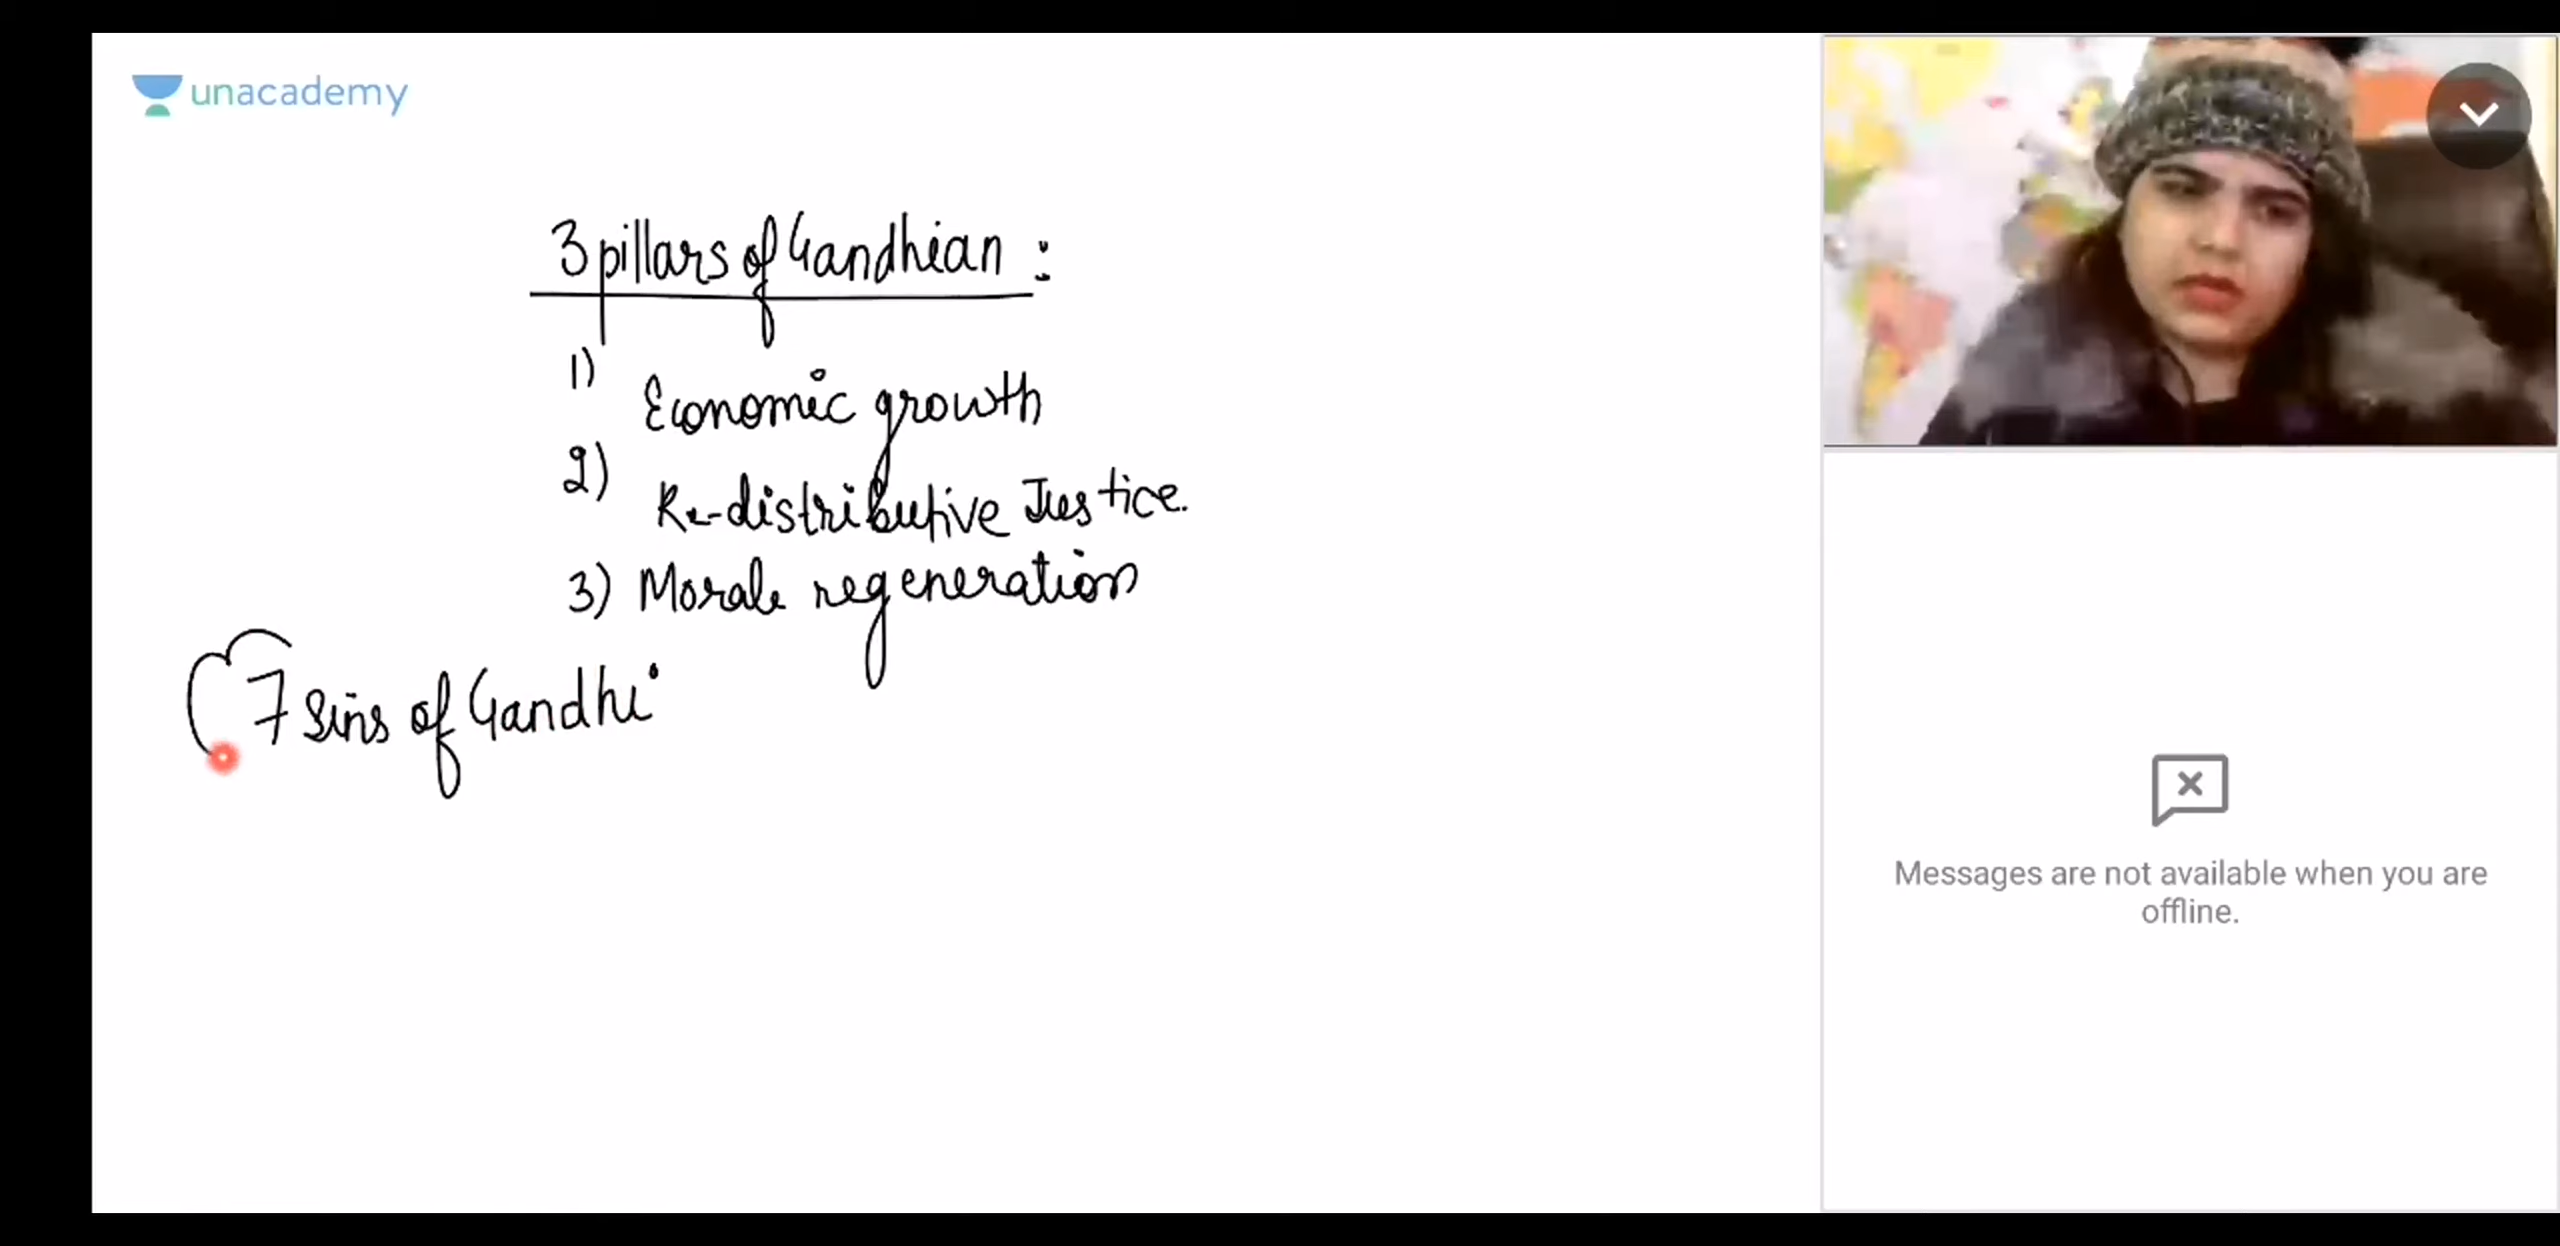 unacademy
3 pillars of Gandhian :
1) Economic growth
2) Re-distributive Justice.
3) Morale regeneration
7 Sins of Gandhi
Messages are not available when you are
offline.